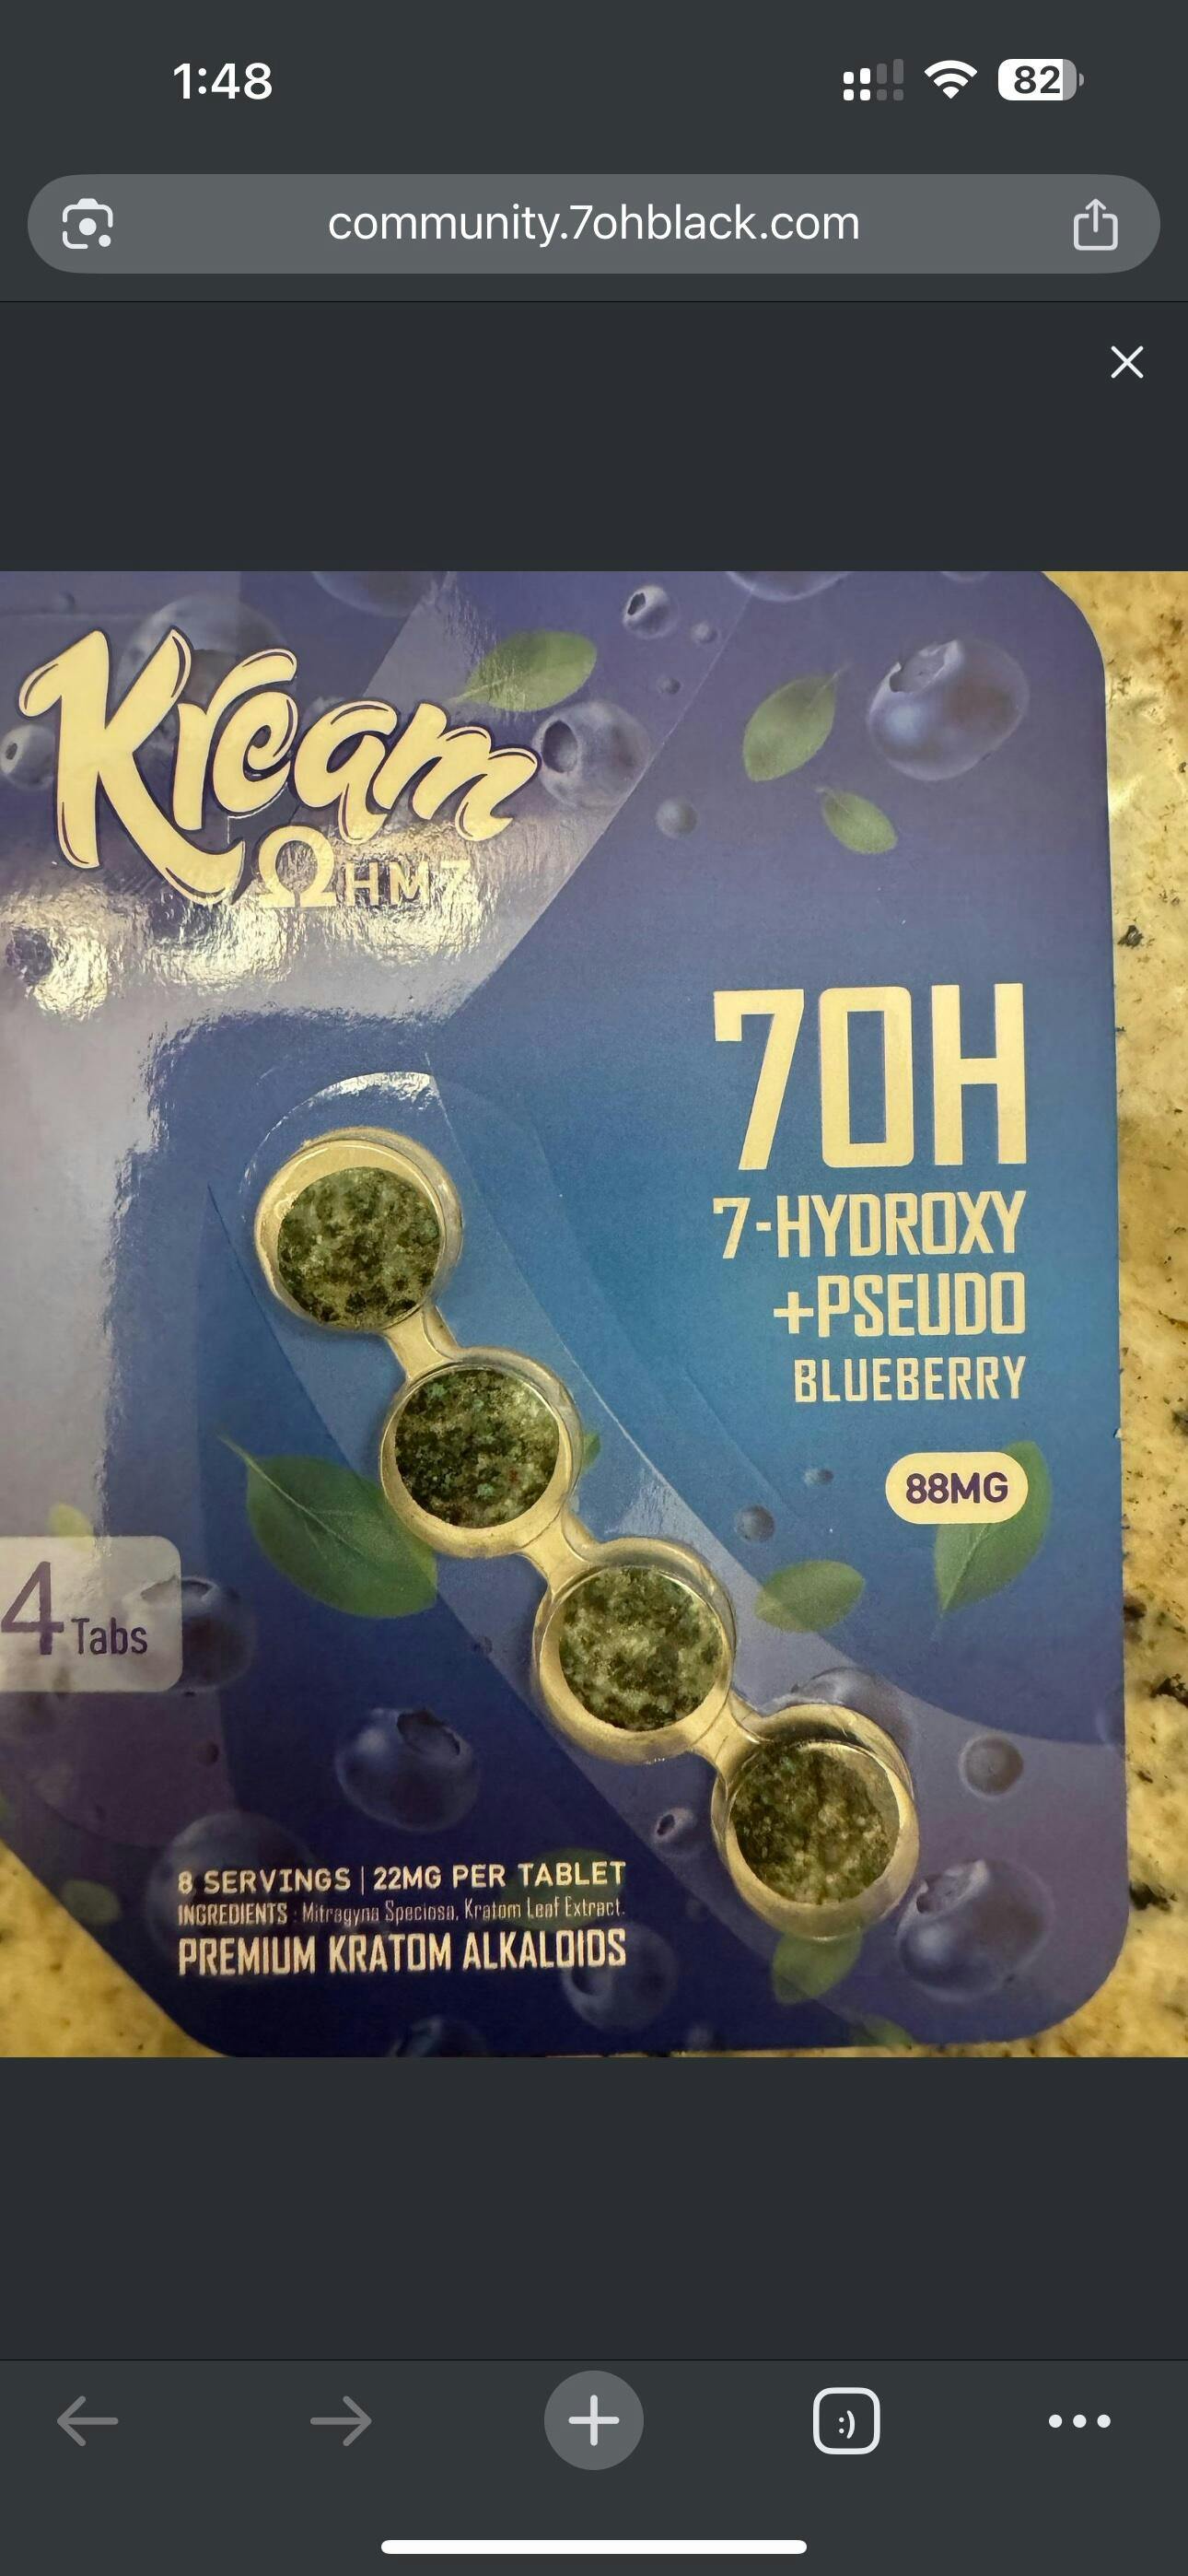 1:48
82
community.7ohblack.com
Kream
ΩHMZ
7OH
7-HYDROXY
+PSEUDO
BLUEBERRY
88MG
4 Tabs
8 SERVINGS | 22MG PER TABLET
INGREDIENTS : Mitragyna Speciosa, Kratom Leaf Extract.
PREMIUM KRATOM ALKALOIDS
:)